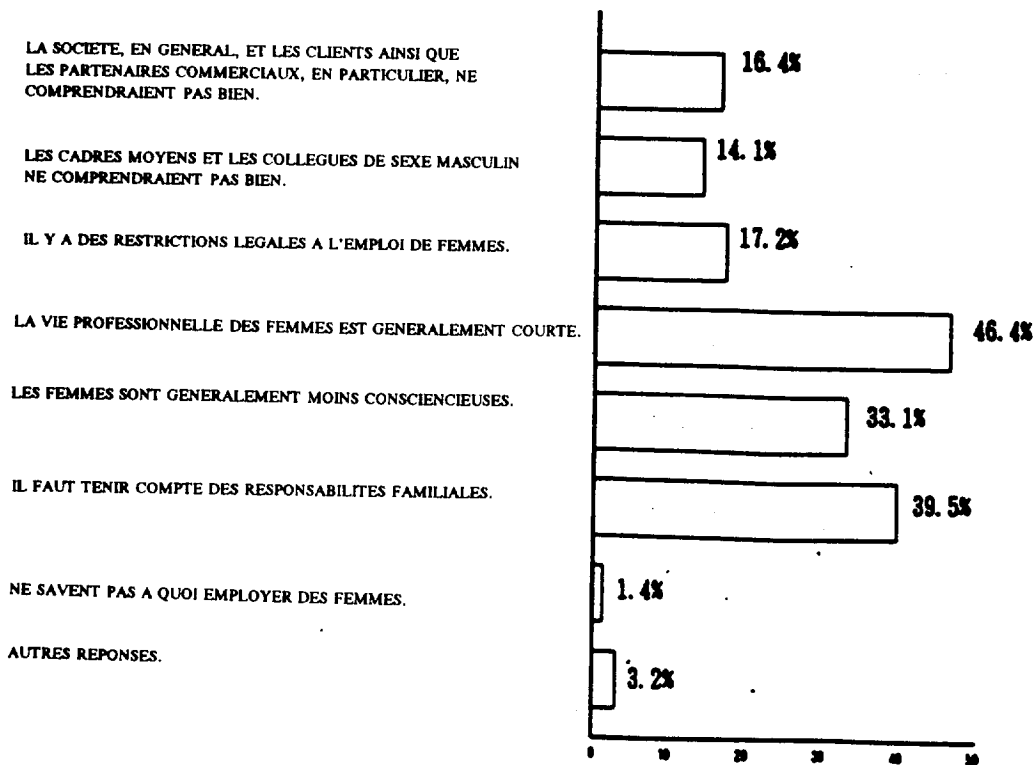 LA SOCIETE, EN GENERAL, ET LES CLIENTS AINSI QUE
LES PARTENAIRES COMMERCIAUX, EN PARTICULIER, NE
COMPRENDRAIENT PAS BIEN.
16.4%
LES CADRES MOYENS ET LES COLLEGUES DE SEXE MASCULIN
NE COMPRENDRAIENT PAS BIEN.
14.1%
IL Y A DES RESTRICTIONS LEGALES A L'EMPLOI DE FEMMES.
17.2%
LA VIE PROFESSIONNELLE DES FEMMES EST GENERALEMENT COURTE.
46.4%
LES FEMMES SONT GENERALEMENT MOINS CONSCIENCIEUSES.
33.1%
IL FAUT TENIR COMPTE DES RESPONSABILITES FAMILIALES.
39.5%
NE SAVENT PAS A QUOI EMPLOYER DES FEMMES.
1.4%
AUTRES REPONSES.
3.2%
0 10 20 30 40 50